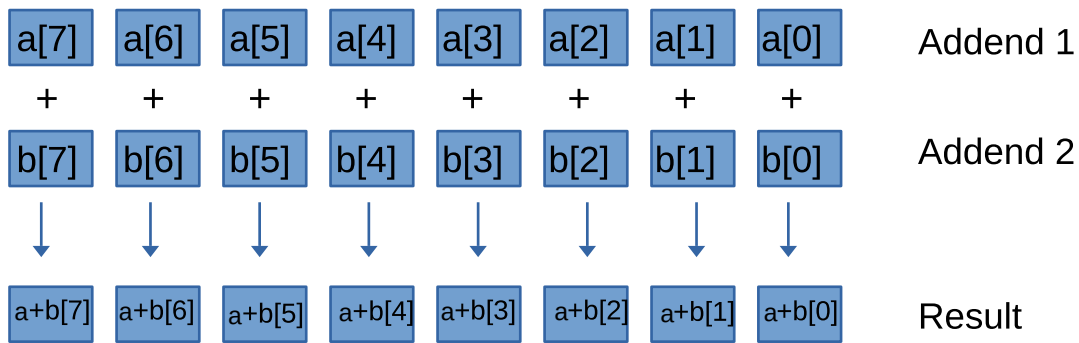 a[7] a[6] a[5] a[4] a[3] a[2] a[1] a[0] Addend 1
+ + + + + + + +
b[7] b[6] b[5] b[4] b[3] b[2] b[1] b[0] Addend 2
a+b[7] a+b[6] a+b[5] a+b[4] a+b[3] a+b[2] a+b[1] a+b[0] Result